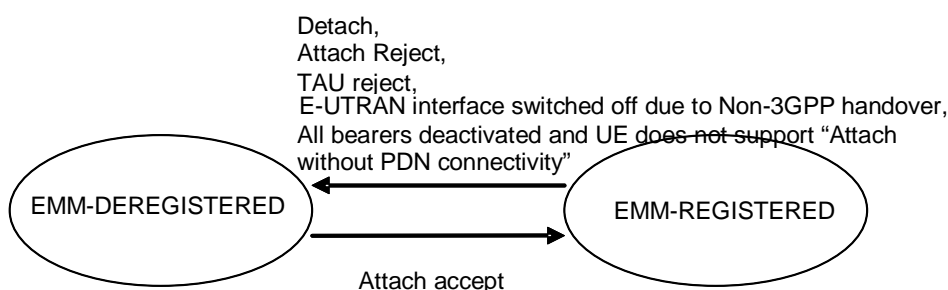 Detach,
Attach Reject,
TAU reject,
E-UTRAN interface switched off due to Non-3GPP handover,
All bearers deactivated and UE does not support “Attach
without PDN connectivity”
EMM-DEREGISTERED
EMM-REGISTERED
Attach accept